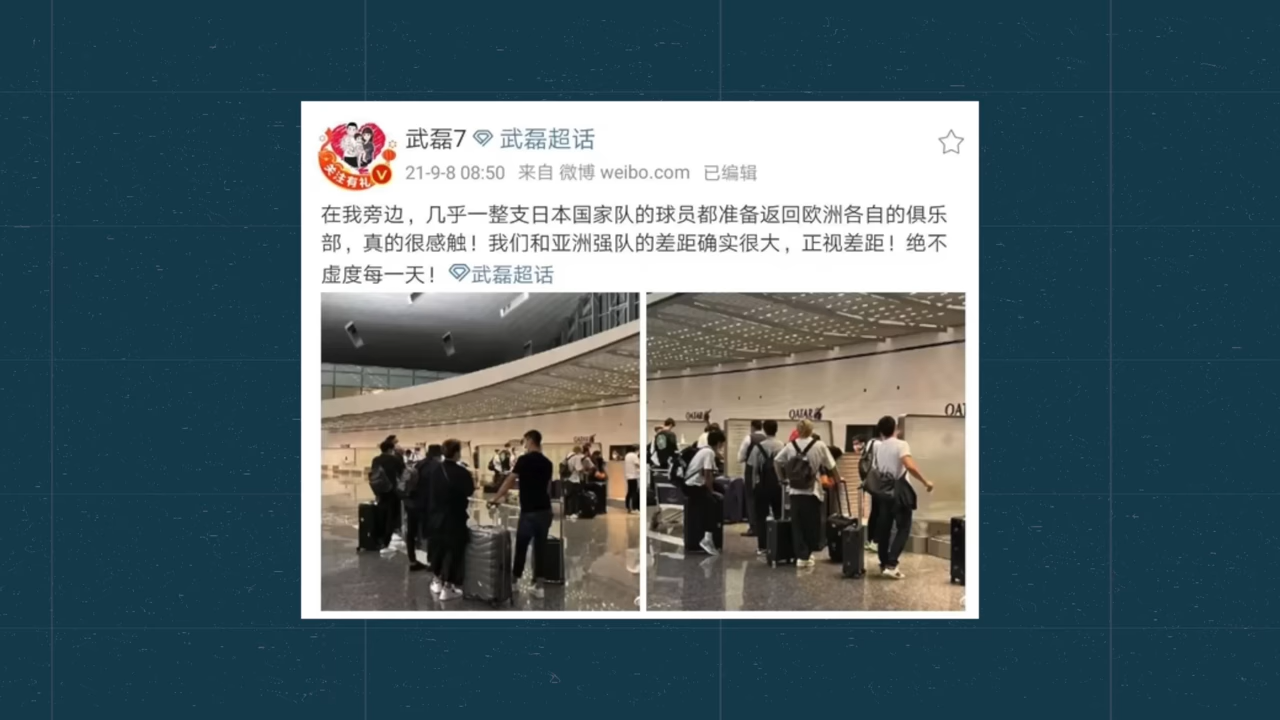 武磊7 武磊超话
21-9-8 08:50 来自 微博 weibo.com 已编辑
关注有礼
V
在我旁边，几乎一整支日本国家队的球员都准备返回欧洲各自的俱乐
部，真的很感触！我们和亚洲强队的差距确实很大，正视差距！绝不
虚度每一天！武磊超话
QATAR
QATAR
QAT